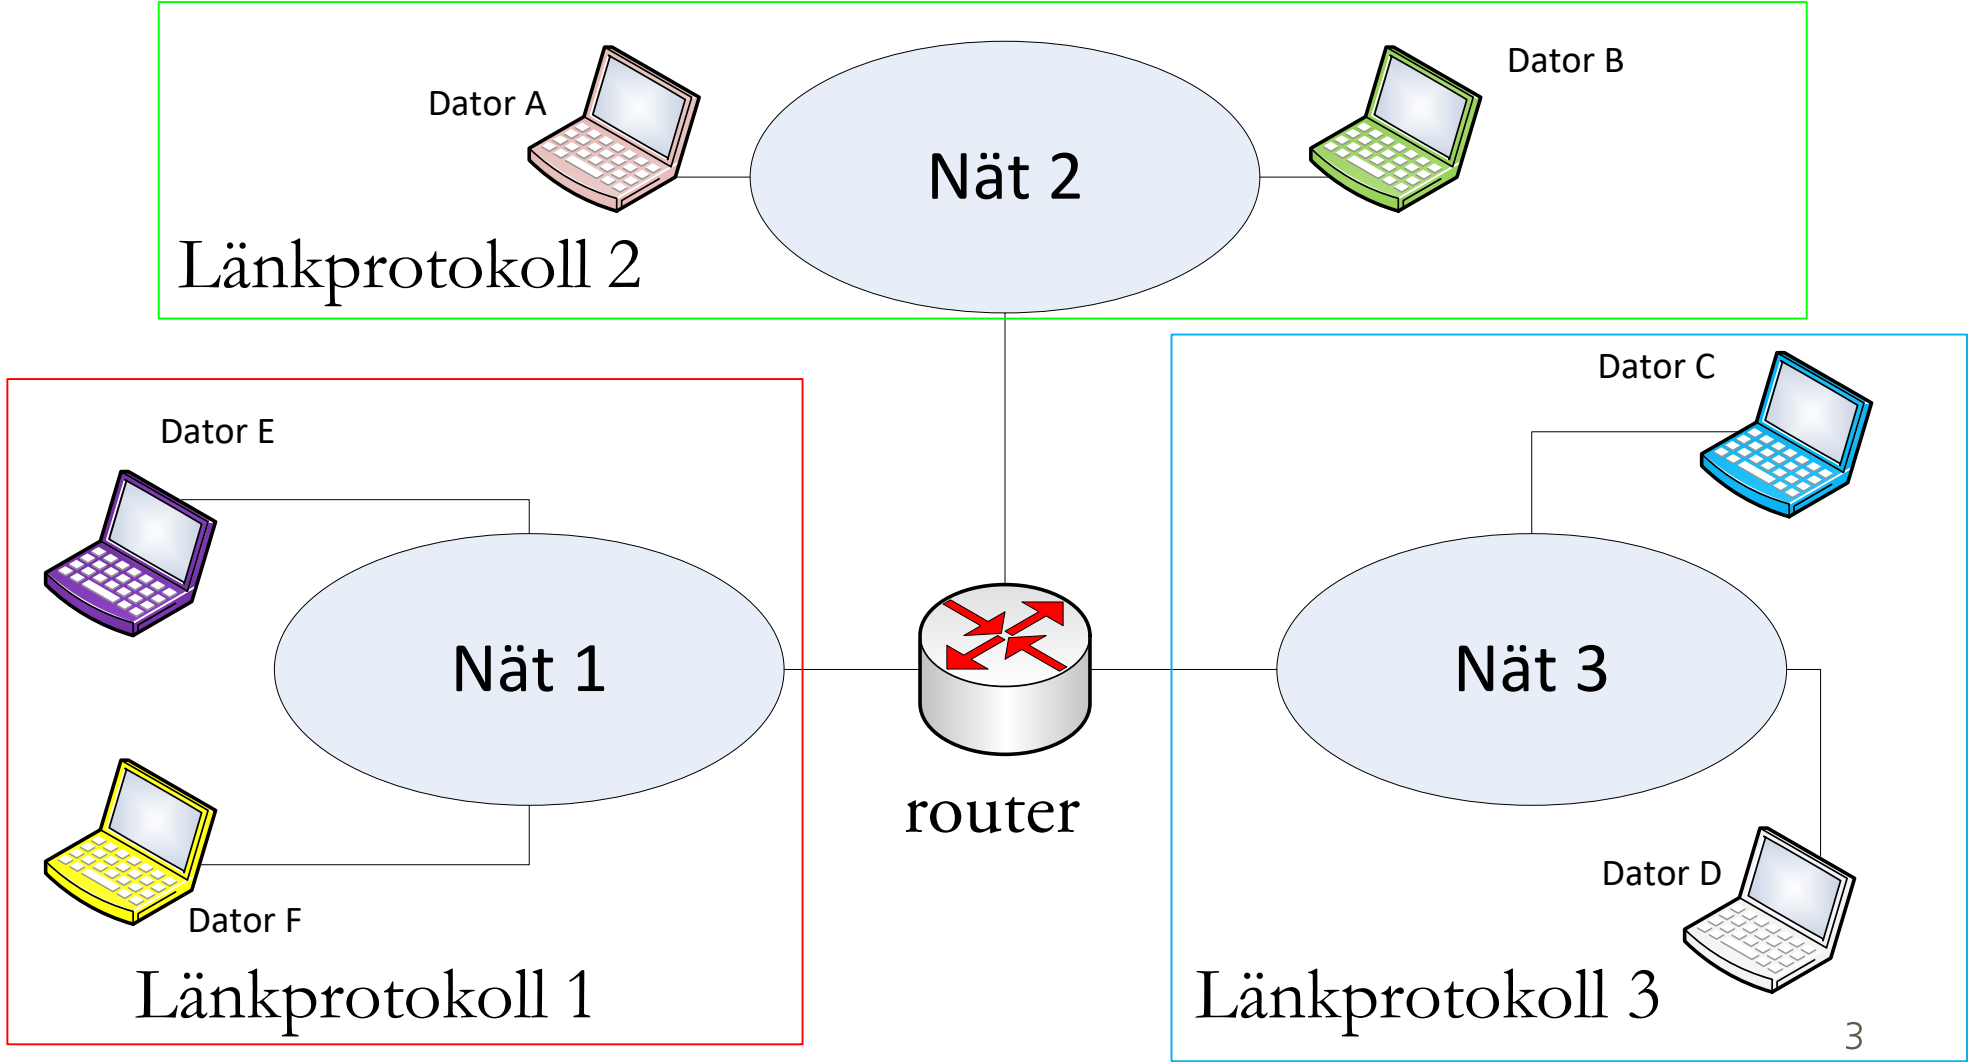 Dator A
Dator B
Nät 2
Länkprotokoll 2
Dator E
Nät 1
Dator F
Länkprotokoll 1
router
Dator C
Nät 3
Dator D
Länkprotokoll 3
3